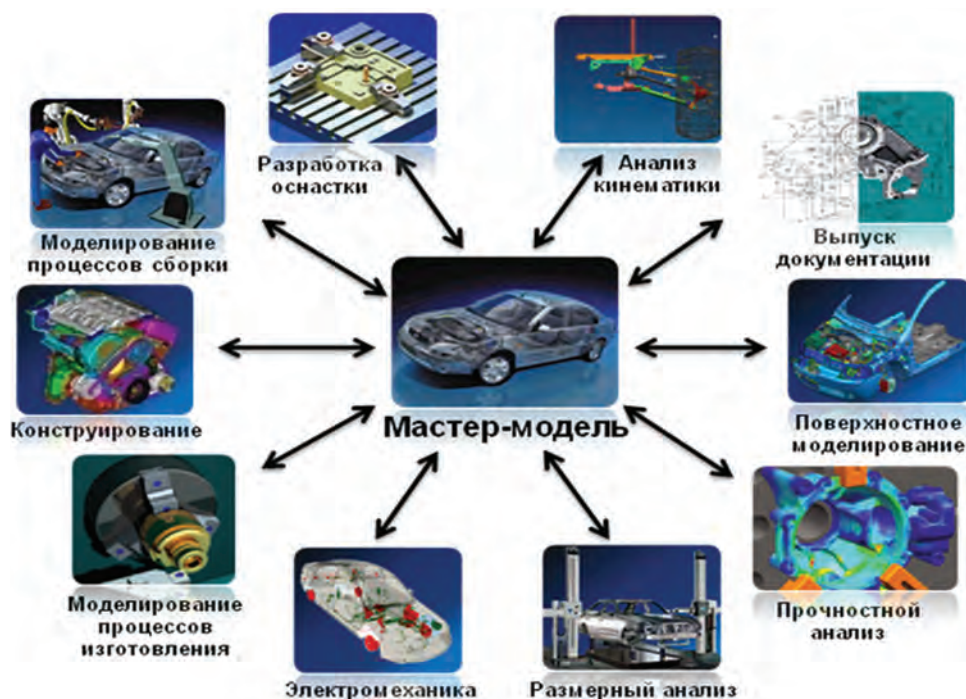 Разработка
оснастки
Анализ
кинематики
Моделирование
процессов сборки
Выпуск
документации
Конструирование
Мастер-модель
Поверхностное
моделирование
Моделирование
процессов
изготовления
Электромеханика
Размерный анализ
Прочностной
анализ